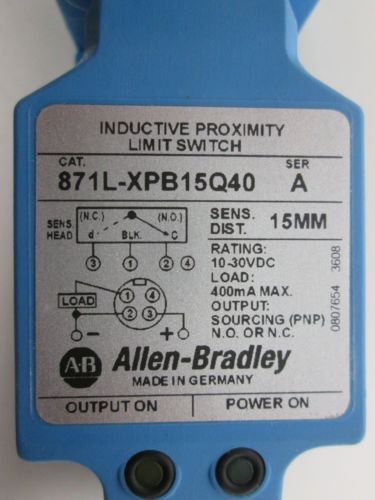 INDUCTIVE PROXIMITY
LIMIT SWITCH
CAT. SER
871L-XPB15Q40 A
SENS. HEAD
(N.C.) (N.O.)
d BLK. C
3 1 2 4
SENS. DIST. 15MM
RATING:
10-30VDC
LOAD:
400mA MAX.
OUTPUT:
SOURCING (PNP)
N.O. OR N.C.
0807654 3608
LOAD
1 4
2 3
- +
A·B Allen-Bradley
MADE IN GERMANY
OUTPUT ON POWER ON